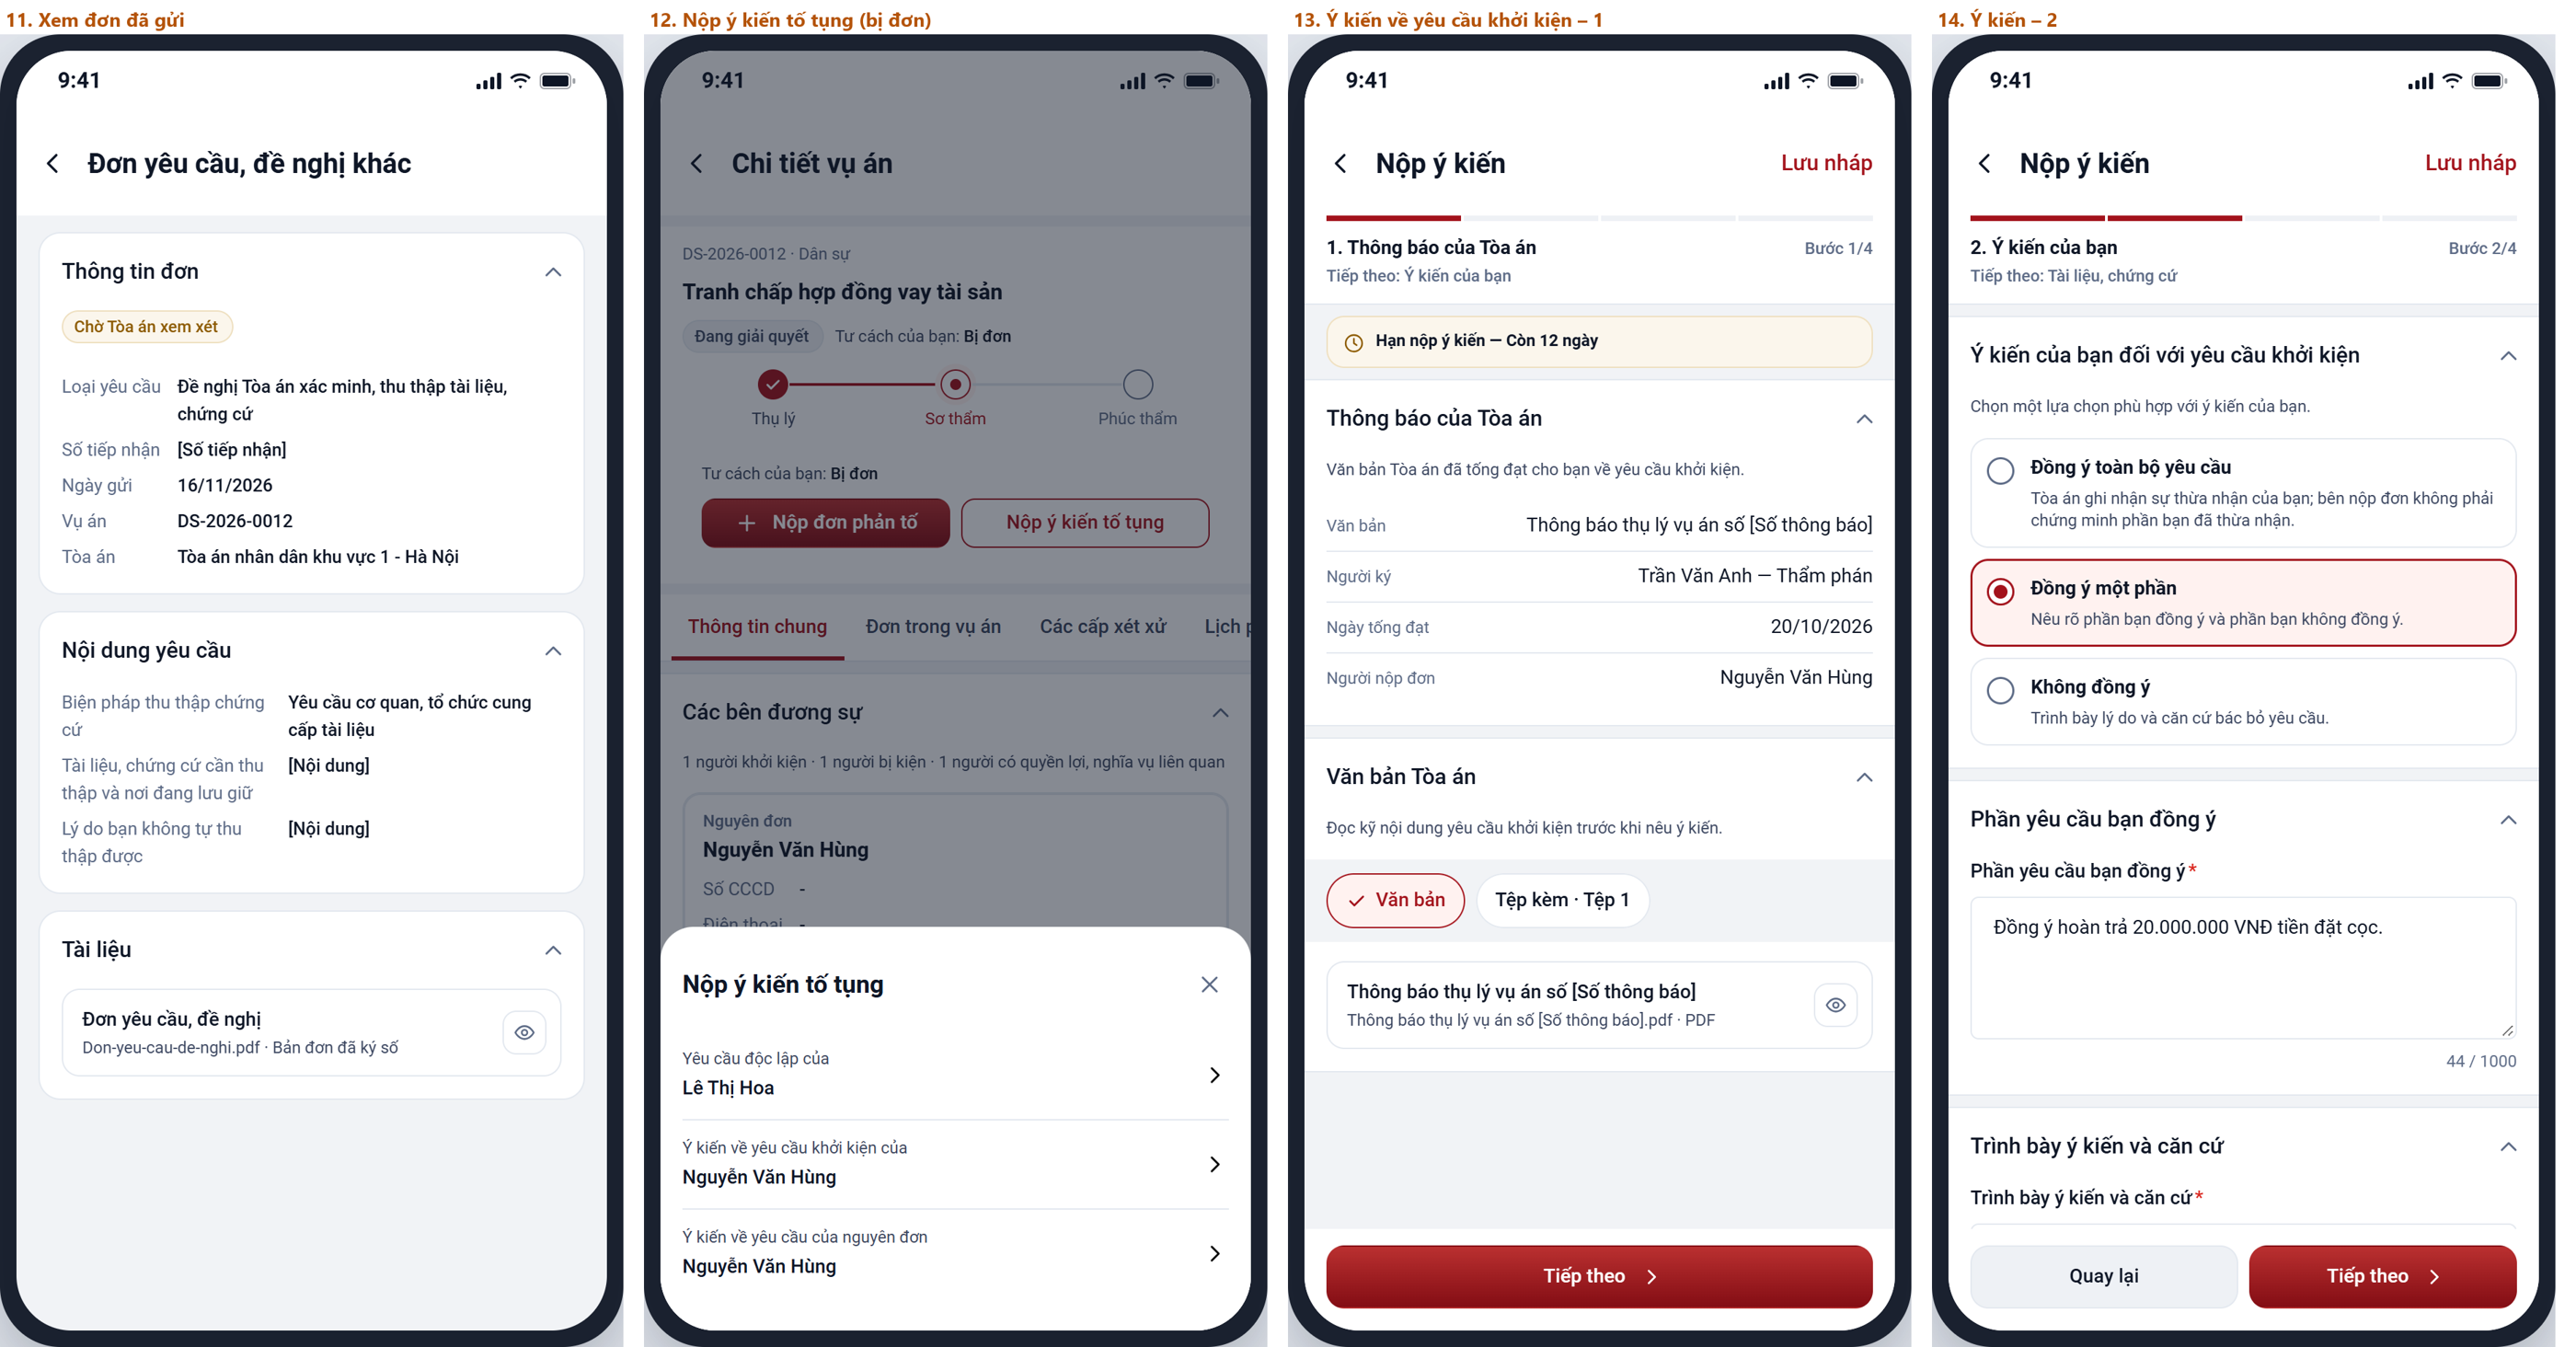 11. Xem đơn đã gửi
9:41
Đơn yêu cầu, đề nghị khác
Thông tin đơn
Chờ Tòa án xem xét
Loại yêu cầu Đề nghị Tòa án xác minh, thu thập tài liệu,
chứng cứ
Số tiếp nhận [Số tiếp nhận]
Ngày gửi 16/11/2026
Vụ án DS-2026-0012
Tòa án Tòa án nhân dân khu vực 1 - Hà Nội
Nội dung yêu cầu
Biện pháp thu thập chứng Yêu cầu cơ quan, tổ chức cung
cứ cấp tài liệu
Tài liệu, chứng cứ cần thu [Nội dung]
thập và nơi đang lưu giữ
Lý do bạn không tự thu [Nội dung]
thập được
Tài liệu
Đơn yêu cầu, đề nghị
Don-yeu-cau-de-nghi.pdf · Bản đơn đã ký số
12. Nộp ý kiến tố tụng (bị đơn)
9:41
Chi tiết vụ án
DS-2026-0012 · Dân sự
Tranh chấp hợp đồng vay tài sản
Đang giải quyết Tư cách của bạn: Bị đơn
Thụ lý Sơ thẩm Phúc thẩm
Tư cách của bạn: Bị đơn
Nộp đơn phản tố Nộp ý kiến tố tụng
Thông tin chung Đơn trong vụ án Các cấp xét xử Lịch p
Các bên đương sự
1 người khởi kiện · 1 người bị kiện · 1 người có quyền lợi, nghĩa vụ liên quan
Nguyên đơn
Nguyễn Văn Hùng
Số CCCD -
Điện thoại -
Nộp ý kiến tố tụng
Yêu cầu độc lập của
Lê Thị Hoa
Ý kiến về yêu cầu khởi kiện của
Nguyễn Văn Hùng
Ý kiến về yêu cầu của nguyên đơn
Nguyễn Văn Hùng
13. Ý kiến về yêu cầu khởi kiện – 1
9:41
Nộp ý kiến Lưu nháp
1. Thông báo của Tòa án Bước 1/4
Tiếp theo: Ý kiến của bạn
Hạn nộp ý kiến — Còn 12 ngày
Thông báo của Tòa án
Văn bản Tòa án đã tống đạt cho bạn về yêu cầu khởi kiện.
Văn bản Thông báo thụ lý vụ án số [Số thông báo]
Người ký Trần Văn Anh — Thẩm phán
Ngày tống đạt 20/10/2026
Người nộp đơn Nguyễn Văn Hùng
Văn bản Tòa án
Đọc kỹ nội dung yêu cầu khởi kiện trước khi nêu ý kiến.
Văn bản Tệp kèm · Tệp 1
Thông báo thụ lý vụ án số [Số thông báo]
Thông báo thụ lý vụ án số [Số thông báo].pdf · PDF
Tiếp theo
14. Ý kiến – 2
9:41
Nộp ý kiến Lưu nháp
2. Ý kiến của bạn Bước 2/4
Tiếp theo: Tài liệu, chứng cứ
Ý kiến của bạn đối với yêu cầu khởi kiện
Chọn một lựa chọn phù hợp với ý kiến của bạn.
Đồng ý toàn bộ yêu cầu
Tòa án ghi nhận sự thừa nhận của bạn; bên nộp đơn không phải
chứng minh phần bạn đã thừa nhận.
Đồng ý một phần
Nêu rõ phần bạn đồng ý và phần bạn không đồng ý.
Không đồng ý
Trình bày lý do và căn cứ bác bỏ yêu cầu.
Phần yêu cầu bạn đồng ý
Phần yêu cầu bạn đồng ý *
Đồng ý hoàn trả 20.000.000 VNĐ tiền đặt cọc.
44 / 1000
Trình bày ý kiến và căn cứ
Trình bày ý kiến và căn cứ *
Quay lại Tiếp theo